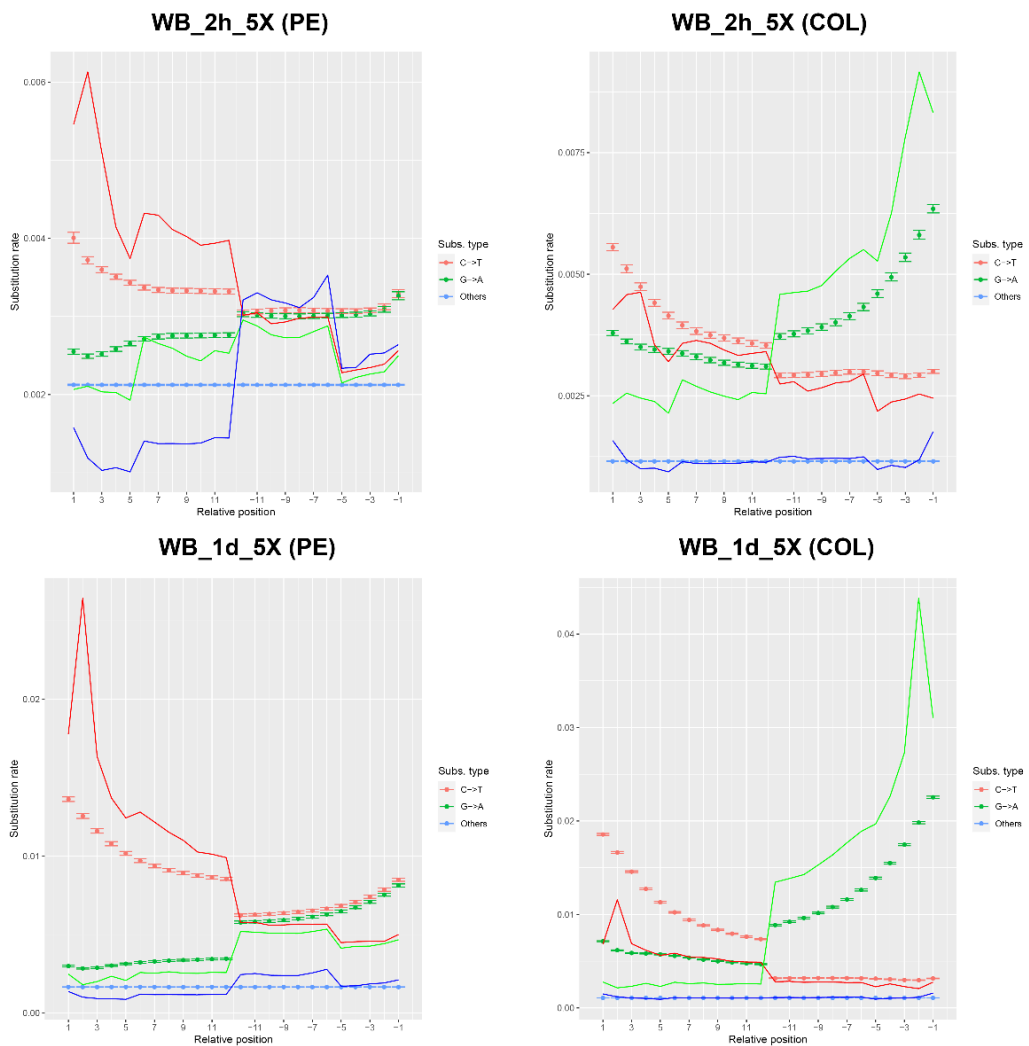 WB_2h_5X (PE)
0.006
0.004
0.002
Substitution rate
1 3 5 7 9 11 −11 −9 −7 −5 −3 −1
Relative position
Subs. type
C->T
G->A
Others
WB_2h_5X (COL)
0.0075
0.0050
0.0025
Substitution rate
1 3 5 7 9 11 −11 −9 −7 −5 −3 −1
Relative position
Subs. type
C->T
G->A
Others
WB_1d_5X (PE)
0.02
0.01
0.00
Substitution rate
1 3 5 7 9 11 −11 −9 −7 −5 −3 −1
Relative position
Subs. type
C->T
G->A
Others
WB_1d_5X (COL)
0.04
0.03
0.02
0.01
0.00
Substitution rate
1 3 5 7 9 11 −11 −9 −7 −5 −3 −1
Relative position
Subs. type
C->T
G->A
Others